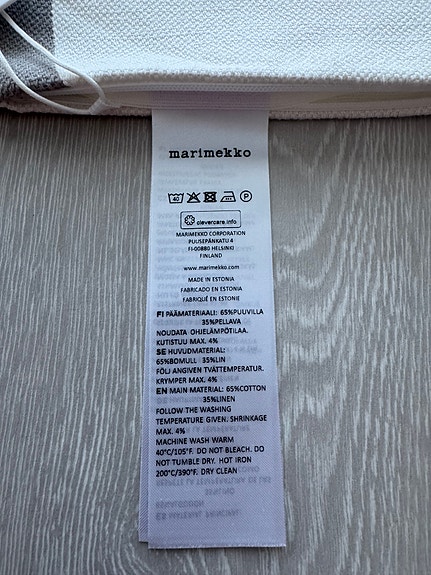 marimekko
40 P
clevercare.info
MARIMEKKO CORPORATION
PUUSEPÄNKATU 4
FI-00880 HELSINKI
FINLAND
www.marimekko.com
MADE IN ESTONIA
FABRICADO EN ESTONIA
FABRIQUÉ EN ESTONIE
FI PÄÄMATERIAALI: 65%PUUVILLA
35%PELLAVA
NOUDATA OHJELÄMPÖTILAA.
KUTISTUU MAX. 4%
SE HUVUDMATERIAL:
65%BOMULL 35%LIN
FÖLJ ANGIVEN TVÄTTEMPERATUR.
KRYMPER MAX. 4%
EN MAIN MATERIAL: 65%COTTON
35%LINEN
FOLLOW THE WASHING
TEMPERATURE GIVEN. SHRINKAGE
MAX. 4%
MACHINE WASH WARM
40°C/105°F. DO NOT BLEACH. DO
NOT TUMBLE DRY. HOT IRON
200°C/390°F. DRY CLEAN